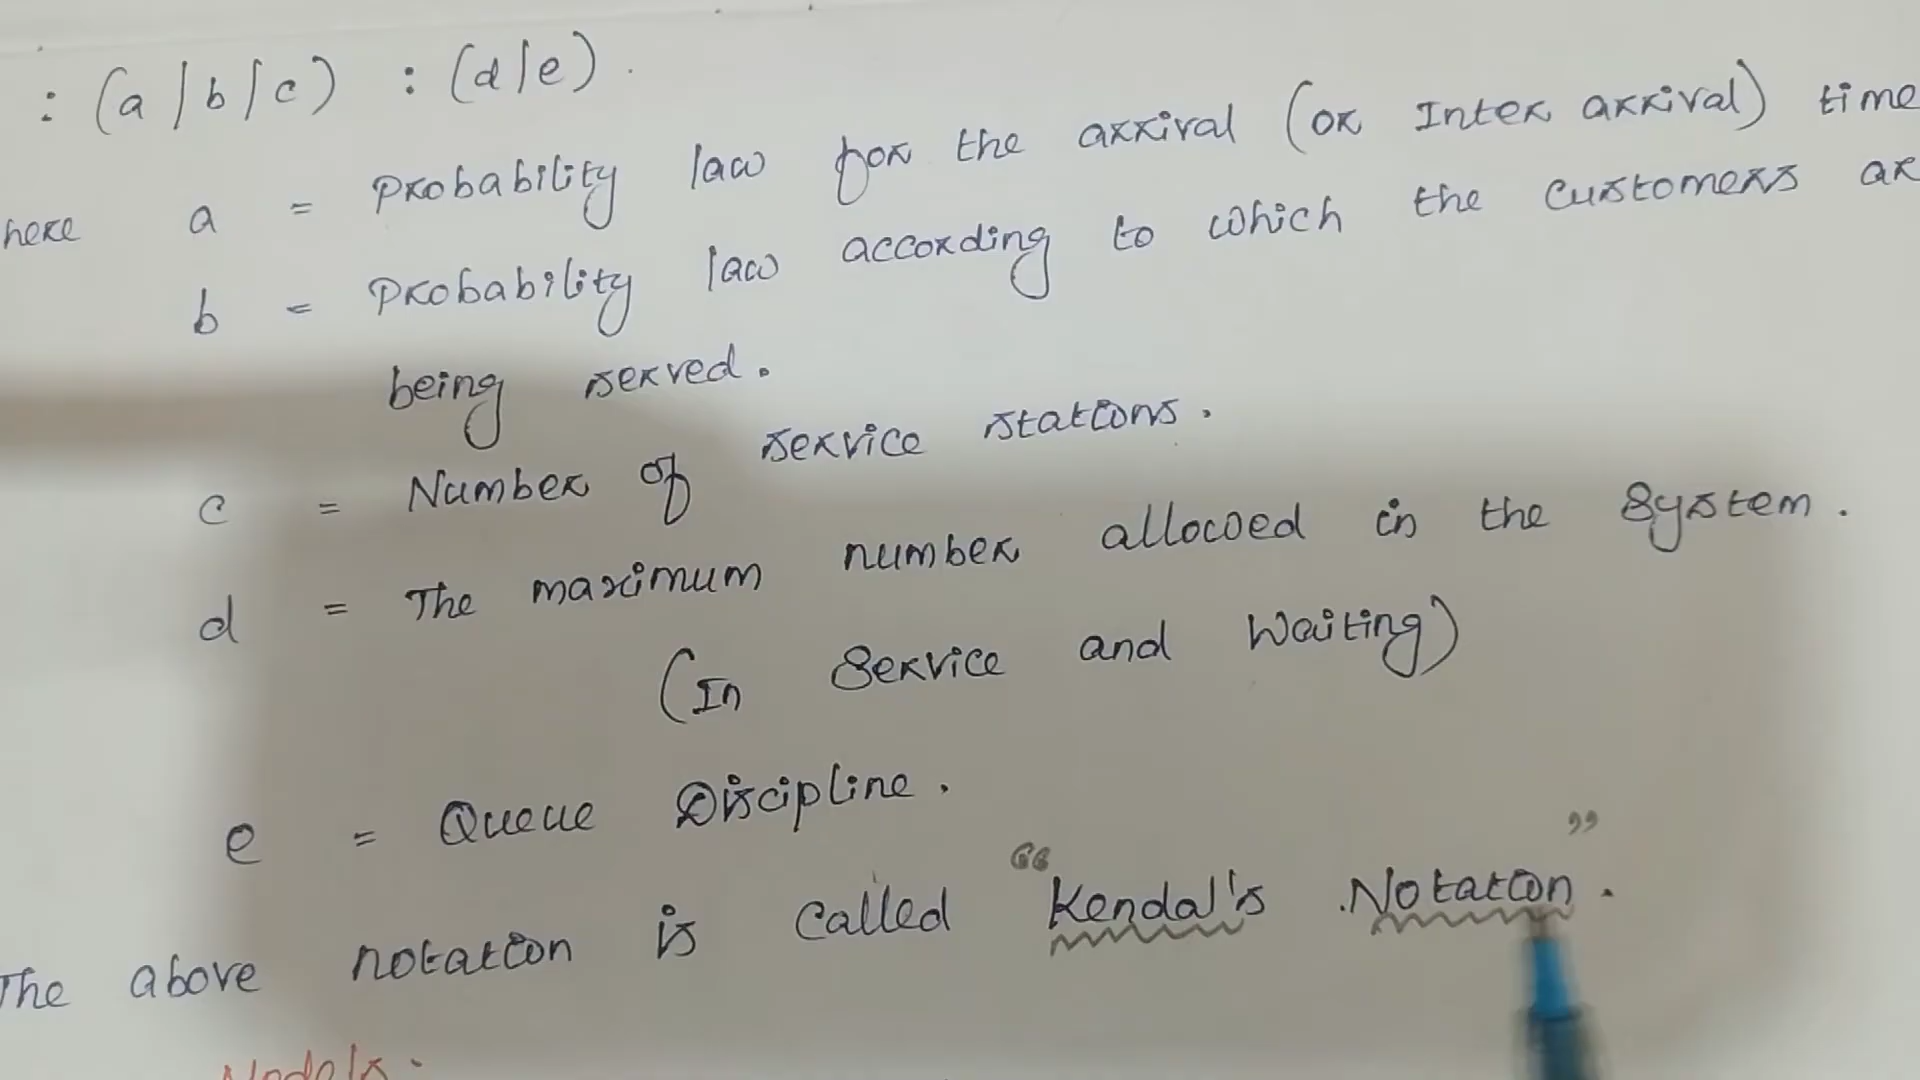 : (a/b/c) : (d/e).
here a = Probability law for the arrival (or Inter arrival) time
b = Probability law according to which the customers ar
being served.
c = Number of service stations.
d = The maximum number allowed in the System.
(In Service and Waiting)
e = Queue Discipline.
The above notation is called "Kendal's Notation".
Models.